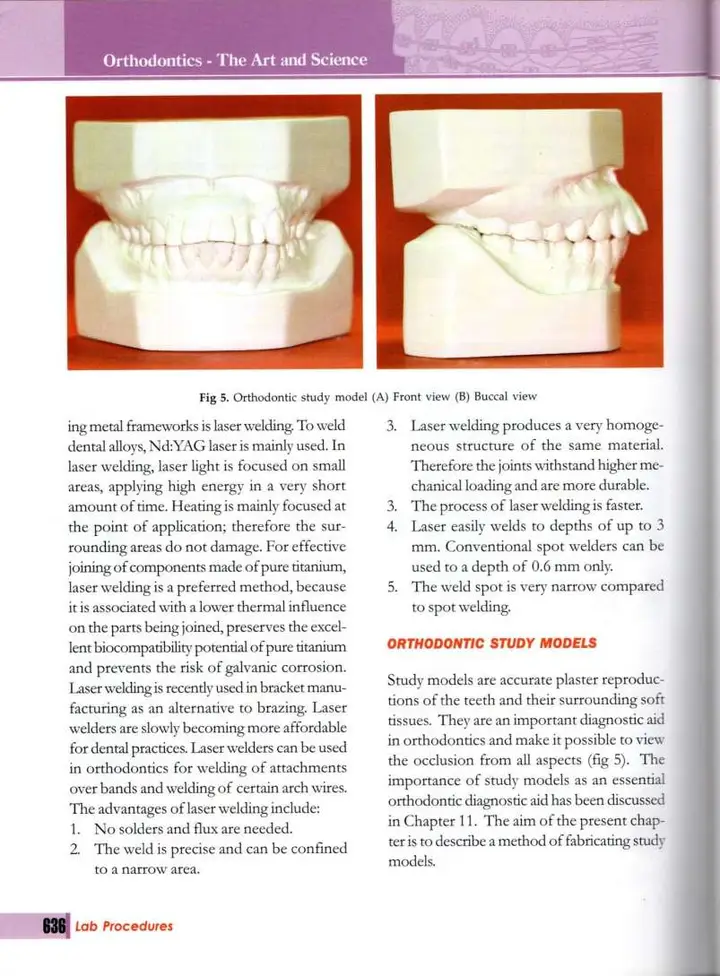 Orthodontics - The Art and Science
Fig 5. Orthodontic study model (A) Front view (B) Buccal view
ing metal frameworks is laser welding. To weld
dental alloys, Nd:YAG laser is mainly used. In
laser welding, laser light is focused on small
areas, applying high energy in a very short
amount of time. Heating is mainly focused at
the point of application; therefore the sur-
rounding areas do not damage. For effective
joining of components made of pure titanium,
laser welding is a preferred method, because
it is associated with a lower thermal influence
on the parts being joined, preserves the excel-
lent biocompatibility potential of pure titanium
and prevents the risk of galvanic corrosion.
Laser welding is recently used in bracket manu-
facturing as an alternative to brazing. Laser
welders are slowly becoming more affordable
for dental practices. Laser welders can be used
in orthodontics for welding of attachments
over bands and welding of certain arch wires.
The advantages of laser welding include:
1. No solders and flux are needed.
2. The weld is precise and can be confined
to a narrow area.
3. Laser welding produces a very homoge-
neous structure of the same material.
Therefore the joints withstand higher me-
chanical loading and are more durable.
3. The process of laser welding is faster.
4. Laser easily welds to depths of up to 3
mm. Conventional spot welders can be
used to a depth of 0.6 mm only.
5. The weld spot is very narrow compared
to spot welding.
ORTHODONTIC STUDY MODELS
Study models are accurate plaster reproduc-
tions of the teeth and their surrounding soft
tissues. They are an important diagnostic aid
in orthodontics and make it possible to view
the occlusion from all aspects (fig 5). The
importance of study models as an essential
orthodontic diagnostic aid has been discussed
in Chapter 11. The aim of the present chap-
ter is to describe a method of fabricating study
models.
636 Lab Procedures